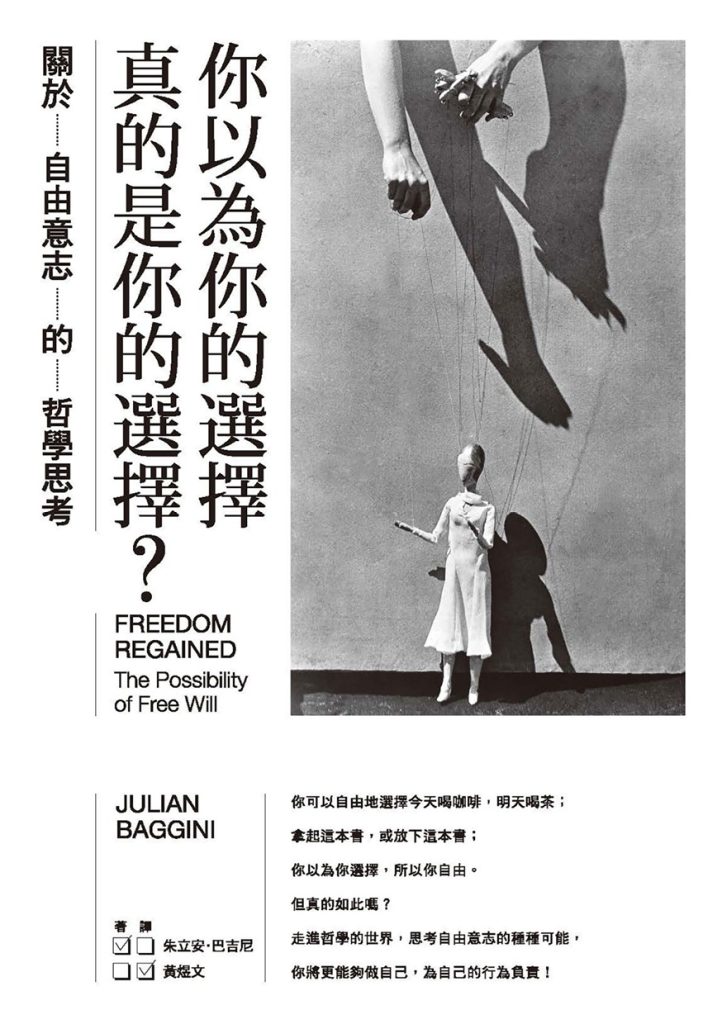 你以為你的選擇
真的是你的選擇？
關於……自由意志……的……哲學思考
FREEDOM
REGAINED
The Possibility
of Free Will
JULIAN
BAGGINI
著 譯
☑☐ 朱立安·巴吉尼
☐☑ 黃煜文
你可以自由地選擇今天喝咖啡，明天喝茶；
拿起這本書，或放下這本書；
你以為你選擇，所以你自由。
但真的如此嗎？
走進哲學的世界，思考自由意志的種種可能，
你將更能夠做自己，為自己的行為負責！